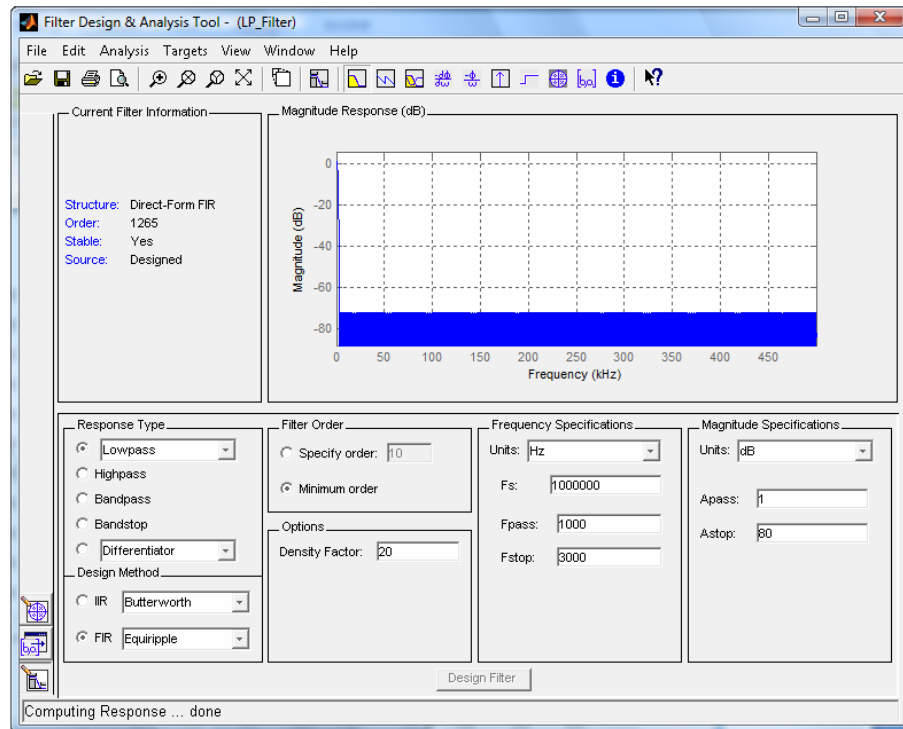 Filter Design & Analysis Tool - (LP_Filter)
File Edit Analysis Targets View Window Help
Current Filter Information
Structure: Direct-Form FIR
Order: 1265
Stable: Yes
Source: Designed
Magnitude Response (dB)
Magnitude (dB)
0
-20
-40
-60
-80
0 50 100 150 200 250 300 350 400 450
Frequency (kHz)
Response Type
Lowpass
Highpass
Bandpass
Bandstop
Differentiator
Design Method
IIR Butterworth
FIR Equiripple
Filter Order
Specify order: 10
Minimum order
Options
Density Factor: 20
Frequency Specifications
Units: Hz
Fs: 1000000
Fpass: 1000
Fstop: 3000
Magnitude Specifications
Units: dB
Apass: 1
Astop: 80
Design Filter
Computing Response ... done